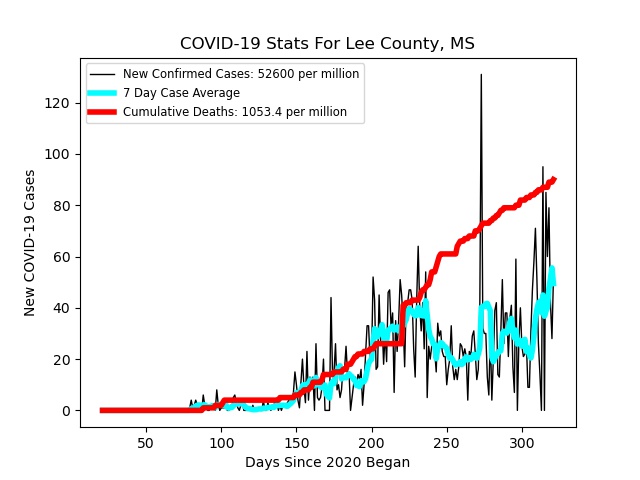 COVID-19 Stats For Lee County, MS
New Confirmed Cases: 52600 per million
7 Day Case Average
Cumulative Deaths: 1053.4 per million
New COVID-19 Cases
120
100
80
60
40
20
0
50 100 150 200 250 300
Days Since 2020 Began